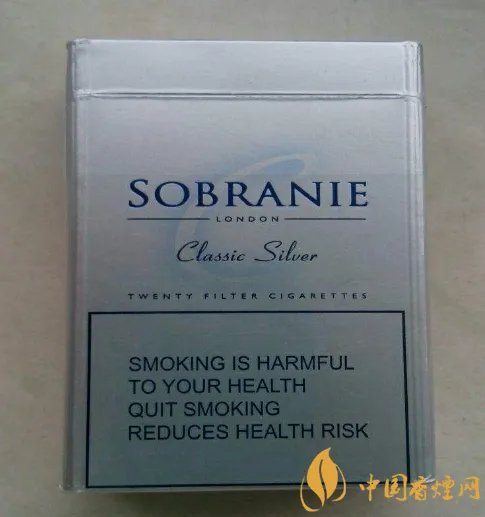 SOBRANIE
LONDON
Classic Silver
TWENTY FILTER CIGARETTES
SMOKING IS HARMFUL
TO YOUR HEALTH
QUIT SMOKING
REDUCES HEALTH RISK
中国香烟网